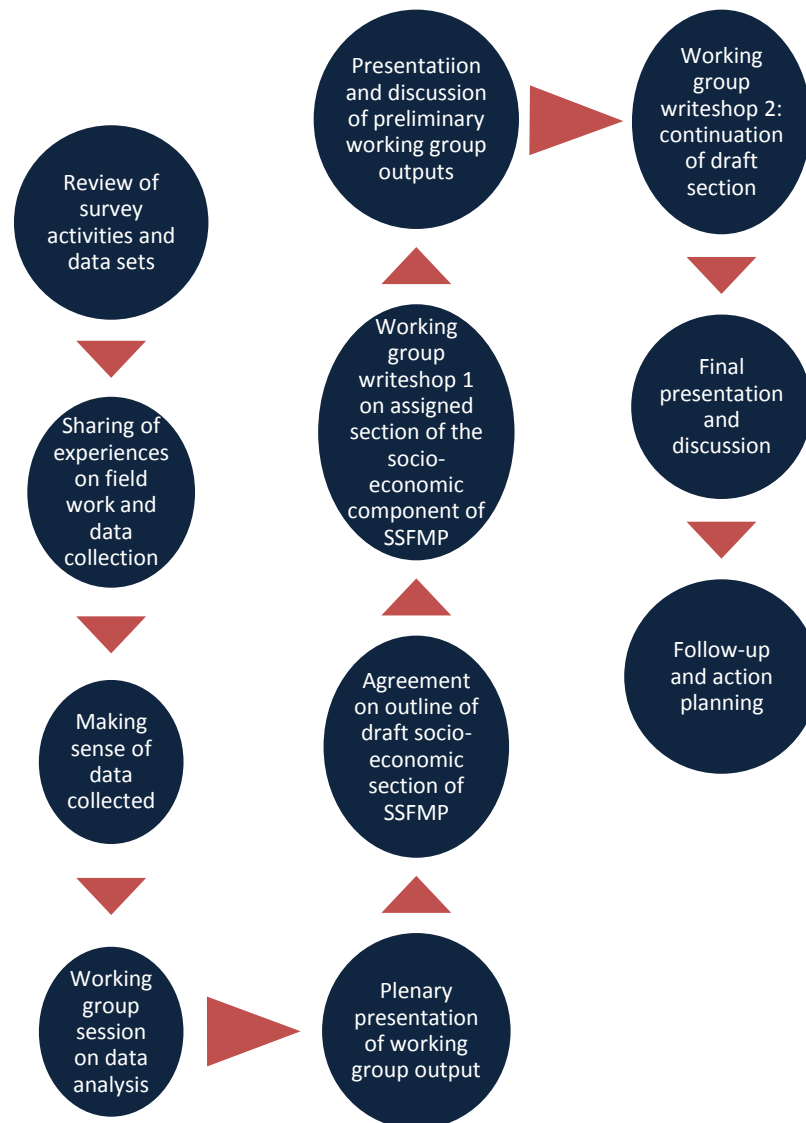 Review of
survey
activities and
data sets
Sharing of
experiences
on field
work and
data
collection
Making
sense of
data
collected
Working
group
session
on data
analysis
Plenary
presentation
of working
group output
Agreement
on outline of
draft socio-
economic
section of
SSFMP
Working
group
writeshop 1
on assigned
section of the
socio-
economic
component of
SSFMP
Presentatiion
and discussion
of preliminary
working group
outputs
Working
group
writeshop 2:
continuation
of draft
section
Final
presentation
and
discussion
Follow-up
and action
planning